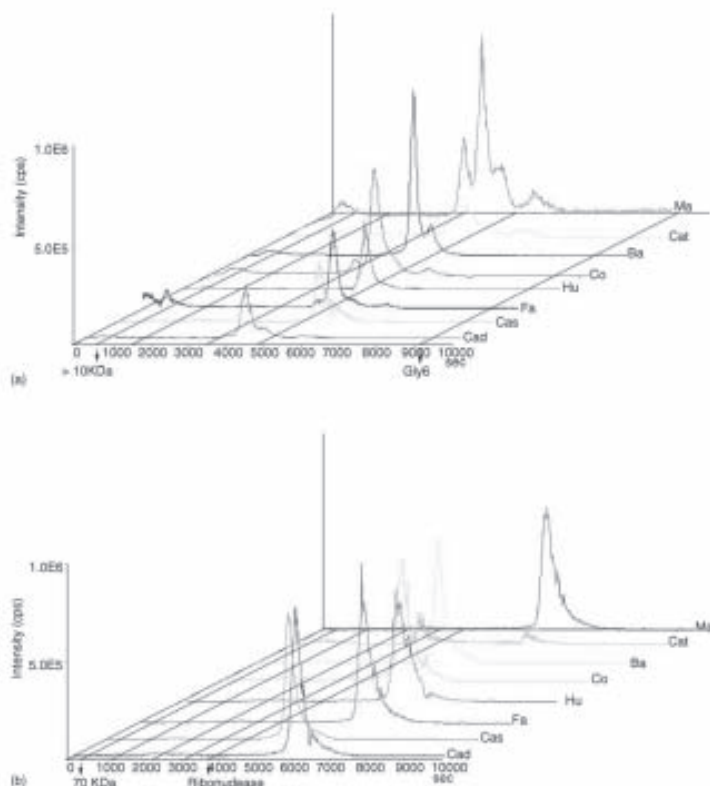 1.0E6
Intensity (cps)
5.0E5
Ma
Cat
Ba
Co
Hu
Fa
Cas
Cad
0 1000 2000 3000 4000 5000 6000 7000 8000 9000 10000
sec
> 10KDa
Gly6
(a)
1.0E6
Intensity (cps)
5.0E5
Ma
Cat
Ba
Co
Hu
Fa
Cas
Cad
0 1000 2000 3000 4000 5000 6000 7000 8000 9000 10000
sec
70 KDa
Ribonuclease
(b)